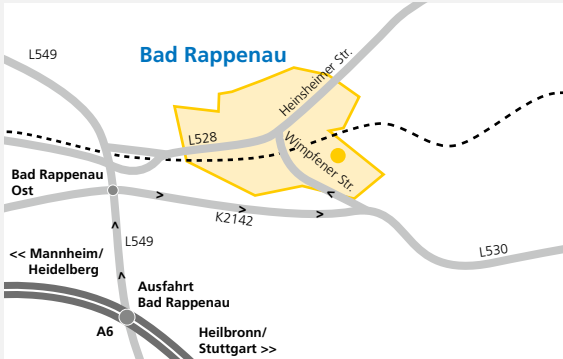 L549
Bad Rappenau
Heinsheimer Str.
L528
Wimpfener Str.
Bad Rappenau
Ost
K2142
L549
<< Mannheim/
Heidelberg
L530
Ausfahrt
Bad Rappenau
A6
Heilbronn/
Stuttgart >>